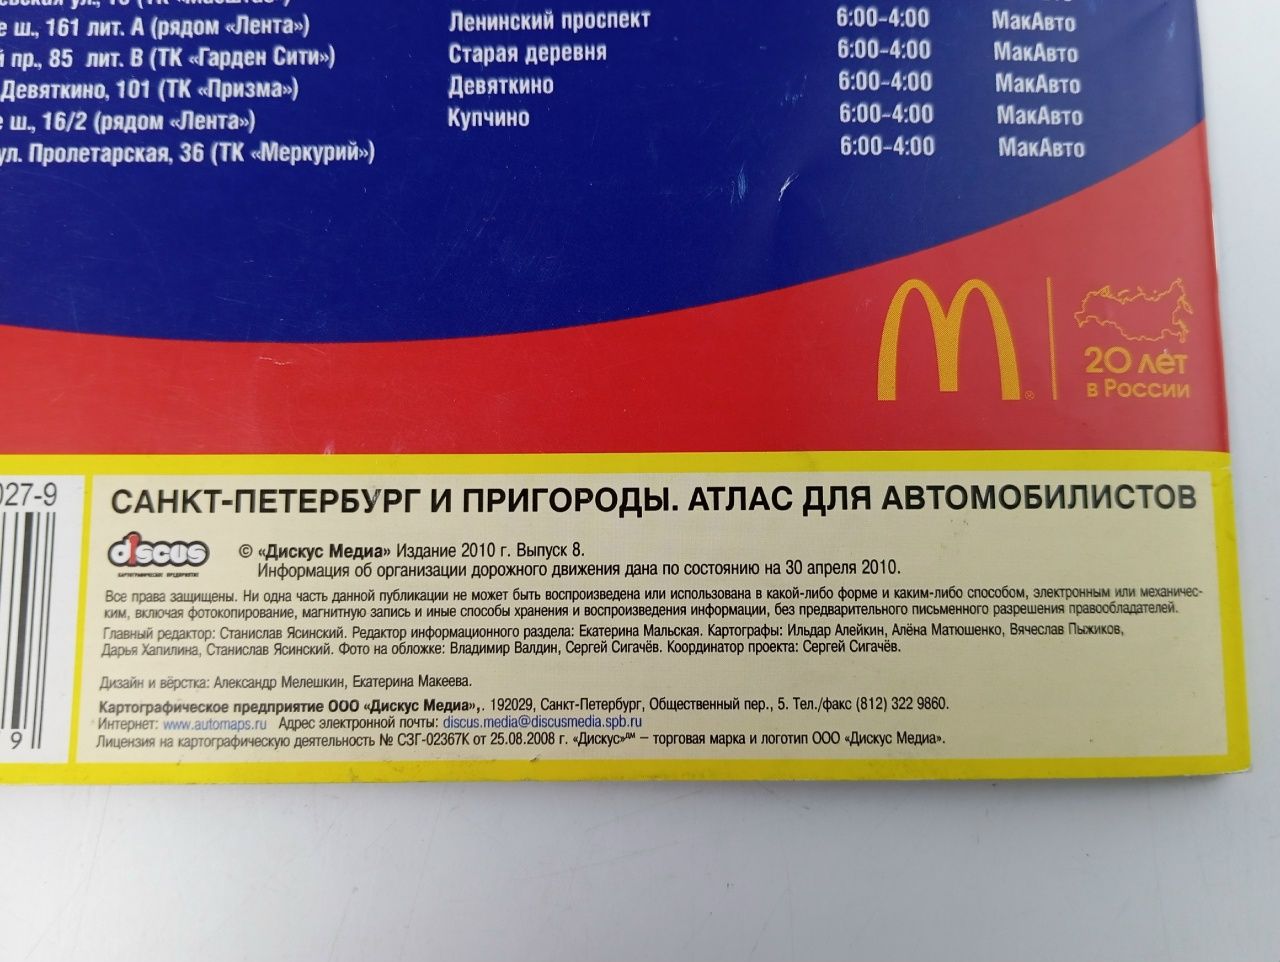 ш., 161 лит. А (рядом «Лента») Ленинский проспект 6:00–4:00 МакАвто
пр., 85 лит. В (ТК «Гарден Сити») Старая деревня 6:00–4:00 МакАвто
Девяткино, 101 (ТК «Призма») Девяткино 6:00–4:00 МакАвто
ш., 16/2 (рядом «Лента») Купчино 6:00–4:00 МакАвто
ул. Пролетарская, 36 (ТК «Меркурий») 6:00–4:00 МакАвто
20 лет
в России
027-9
9
САНКТ-ПЕТЕРБУРГ И ПРИГОРОДЫ. АТЛАС ДЛЯ АВТОМОБИЛИСТОВ
discus
КАРТОГРАФИЧЕСКОЕ ПРЕДПРИЯТИЕ
© «Дискус Медиа» Издание 2010 г. Выпуск 8.
Информация об организации дорожного движения дана по состоянию на 30 апреля 2010.
Все права защищены. Ни одна часть данной публикации не может быть воспроизведена или использована в какой-либо форме и каким-либо способом, электронным или механичес-
ким, включая фотокопирование, магнитную запись и иные способы хранения и воспроизведения информации, без предварительного письменного разрешения правообладателей.
Главный редактор: Станислав Ясинский. Редактор информационного раздела: Екатерина Мальская. Картографы: Ильдар Алейкин, Алёна Матюшенко, Вячеслав Пыжиков,
Дарья Хапилина, Станислав Ясинский. Фото на обложке: Владимир Валдин, Сергей Сигачёв. Координатор проекта: Сергей Сигачёв.
Дизайн и вёрстка: Александр Мелешкин, Екатерина Макеева.
Картографическое предприятие ООО «Дискус Медиа»,. 192029, Санкт-Петербург, Общественный пер., 5. Тел./факс (812) 322 9860.
Интернет: www.automaps.ru Адрес электронной почты: discus.media@discusmedia.spb.ru
Лицензия на картографическую деятельность № СЗГ-02367К от 25.08.2008 г. «Дискус»ДМ – торговая марка и логотип ООО «Дискус Медиа».